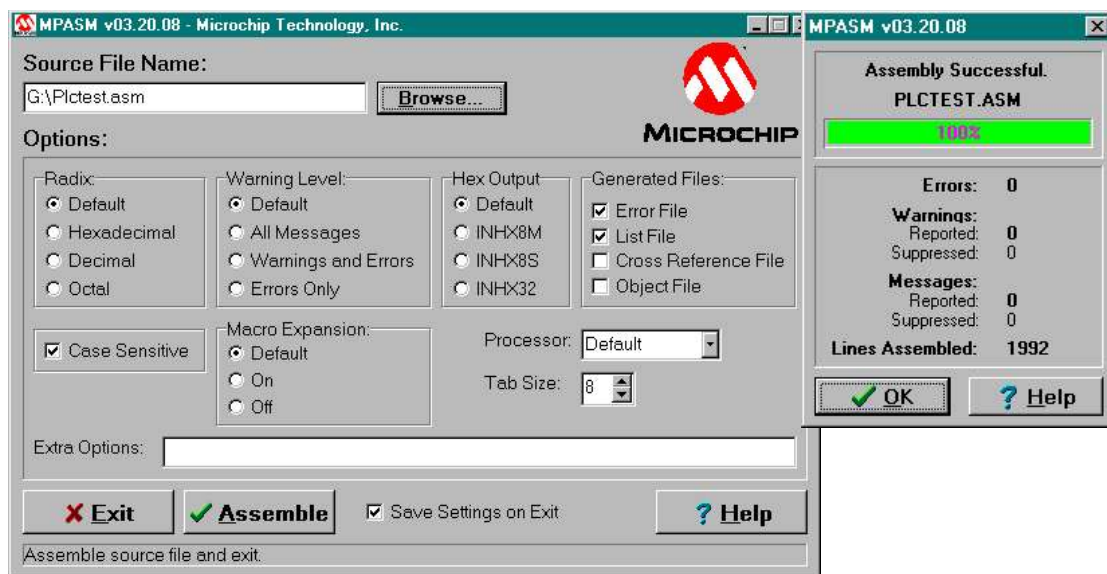 MPASM v03.20.08 - Microchip Technology, Inc.
Source File Name:
G:\Plctest.asm
Browse...
MICROCHIP
Options:
Radix:
Default
Hexadecimal
Decimal
Octal
Warning Level:
Default
All Messages
Warnings and Errors
Errors Only
Hex Output
Default
INHX8M
INHX8S
INHX32
Generated Files:
Error File
List File
Cross Reference File
Object File
Case Sensitive
Macro Expansion:
Default
On
Off
Processor: Default
Tab Size: 8
Extra Options:
Exit
Assemble
Save Settings on Exit
? Help
Assemble source file and exit.
MPASM v03.20.08
Assembly Successful.
PLCTEST.ASM
100%
Errors: 0
Warnings:
Reported: 0
Suppressed: 0
Messages:
Reported: 0
Suppressed: 0
Lines Assembled: 1992
OK
? Help